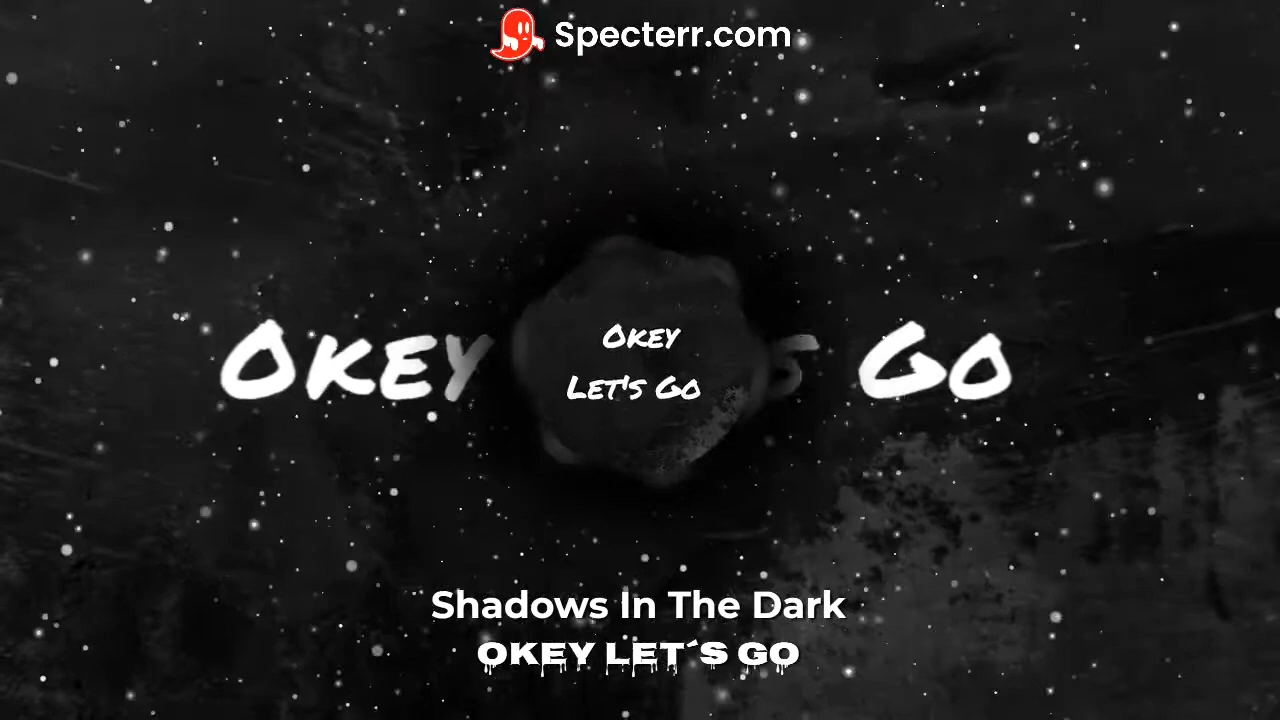 Specterr.com
Okey 's Go
Okey
Let's Go
Shadows In The Dark
OKEY LET´S GO